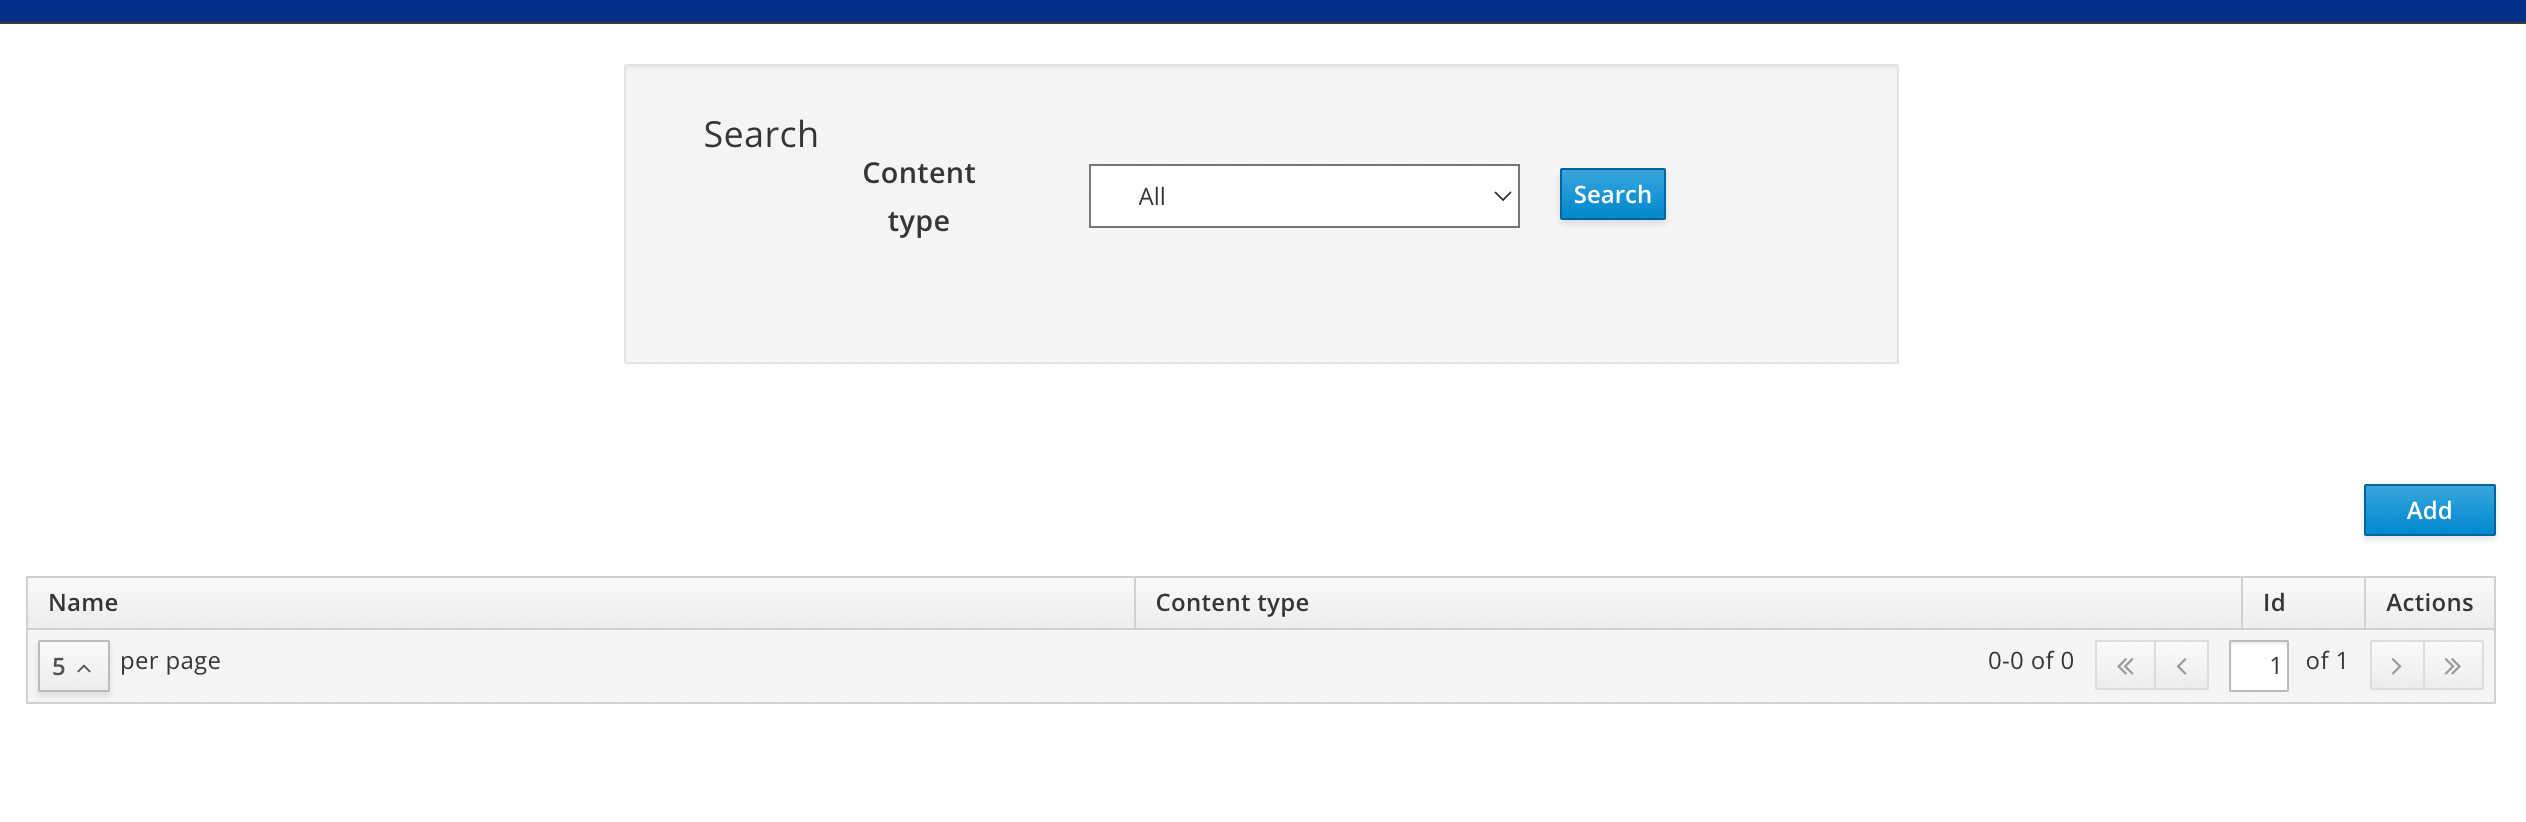 Search
Content
type
All
Search
Add
Name Content type Id Actions
5 per page 0-0 of 0 1 of 1